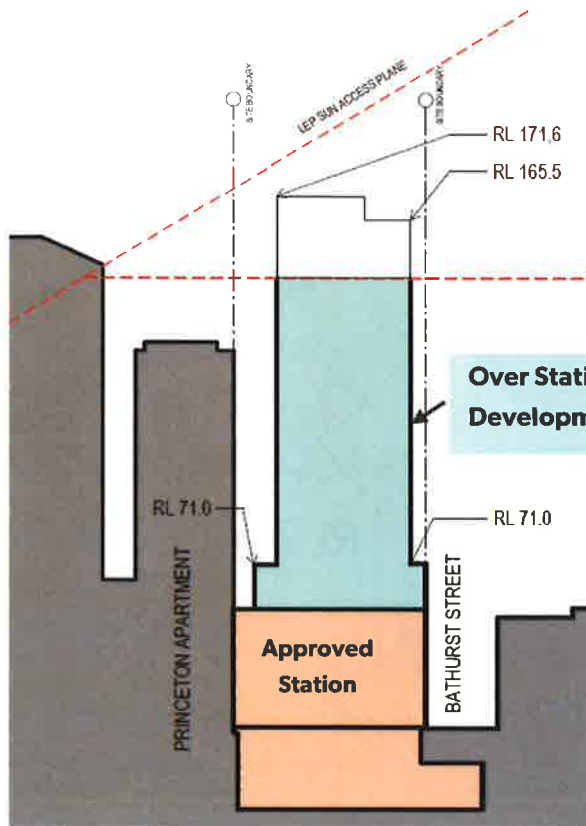 SITE BOUNDARY
LEP SUN ACCESS PLANE
SITE BOUNDARY
RL 171.6
RL 165.5
Over Stati
Developm
RL 71.0
RL 71.0
PRINCETON APARTMENT
Approved
Station
BATHURST STREET